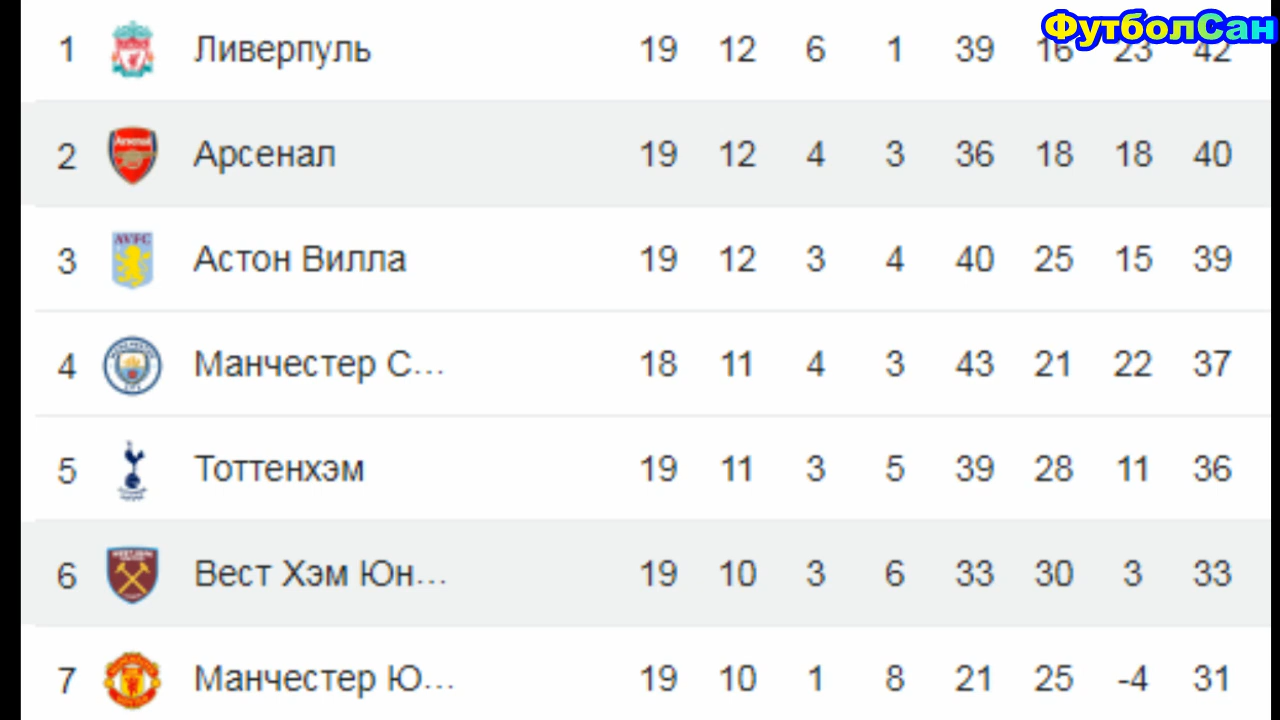 ФутболСан
1 Ливерпуль 19 12 6 1 39 16 23 42
2 Арсенал 19 12 4 3 36 18 18 40
3 Астон Вилла 19 12 3 4 40 25 15 39
4 Манчестер С... 18 11 4 3 43 21 22 37
5 Тоттенхэм 19 11 3 5 39 28 11 36
6 Вест Хэм Юн... 19 10 3 6 33 30 3 33
7 Манчестер Ю... 19 10 1 8 21 25 -4 31